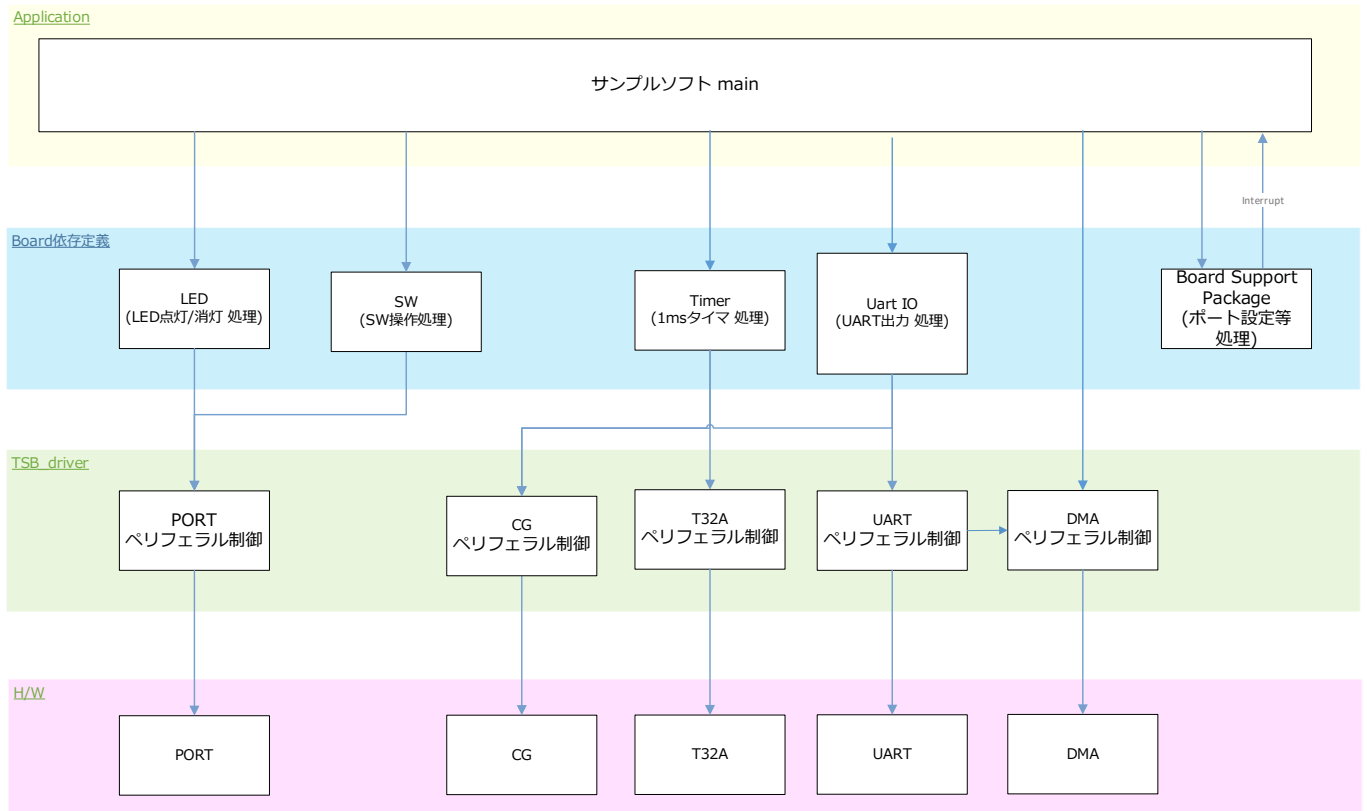 Application
サンプルソフト main
Interrupt
Board依存定義
LED
(LED点灯/消灯 処理)
SW
(SW操作処理)
Timer
(1msタイマ 処理)
Uart IO
(UART出力 処理)
Board Support
Package
(ポート設定等
処理)
TSB_driver
PORT
ペリフェラル制御
CG
ペリフェラル制御
T32A
ペリフェラル制御
UART
ペリフェラル制御
DMA
ペリフェラル制御
H/W
PORT
CG
T32A
UART
DMA